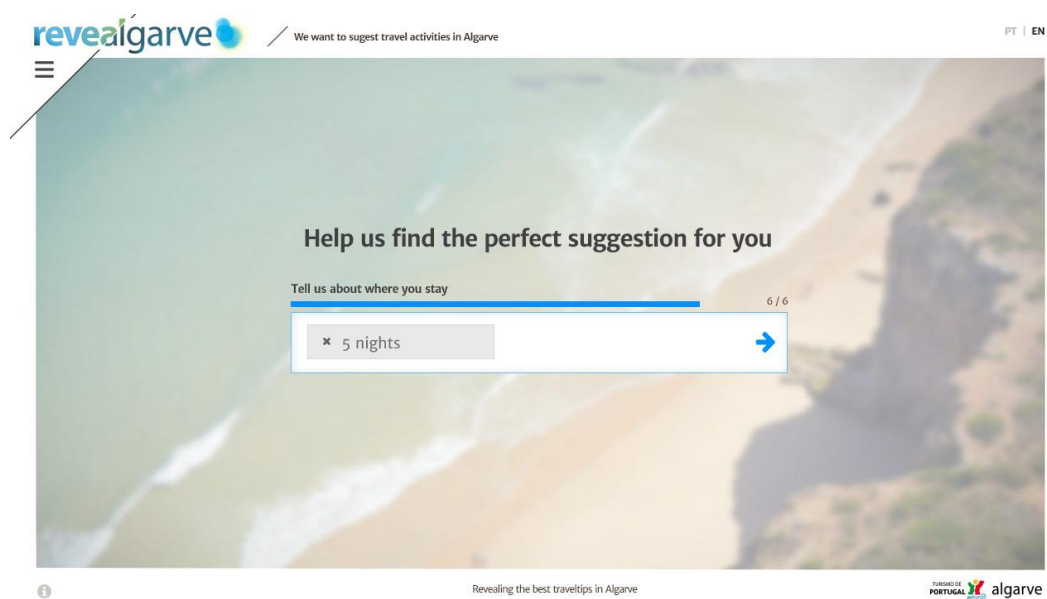 revealgarve
We want to sugest travel activities in Algarve
PT | EN
Help us find the perfect suggestion for you
Tell us about where you stay
6 / 6
× 5 nights
Revealing the best traveltips in Algarve
TURISMO DE
PORTUGAL
algarve